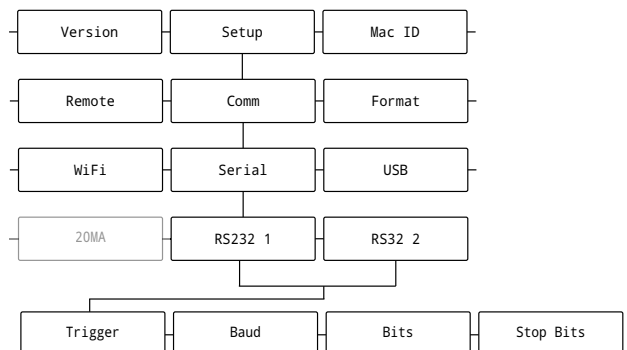 Version Setup Mac ID
Remote Comm Format
WiFi Serial USB
20MA RS232 1 RS32 2
Trigger Baud Bits Stop Bits